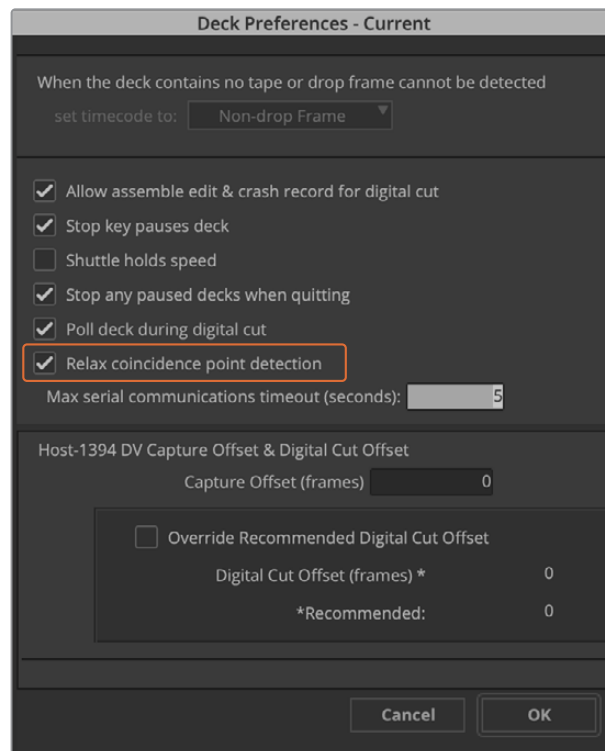 Deck Preferences - Current
When the deck contains no tape or drop frame cannot be detected
set timecode to: Non-drop Frame
Allow assemble edit & crash record for digital cut
Stop key pauses deck
Shuttle holds speed
Stop any paused decks when quitting
Poll deck during digital cut
Relax coincidence point detection
Max serial communications timeout (seconds): 5
Host-1394 DV Capture Offset & Digital Cut Offset
Capture Offset (frames) 0
Override Recommended Digital Cut Offset
Digital Cut Offset (frames) * 0
*Recommended: 0
Cancel OK